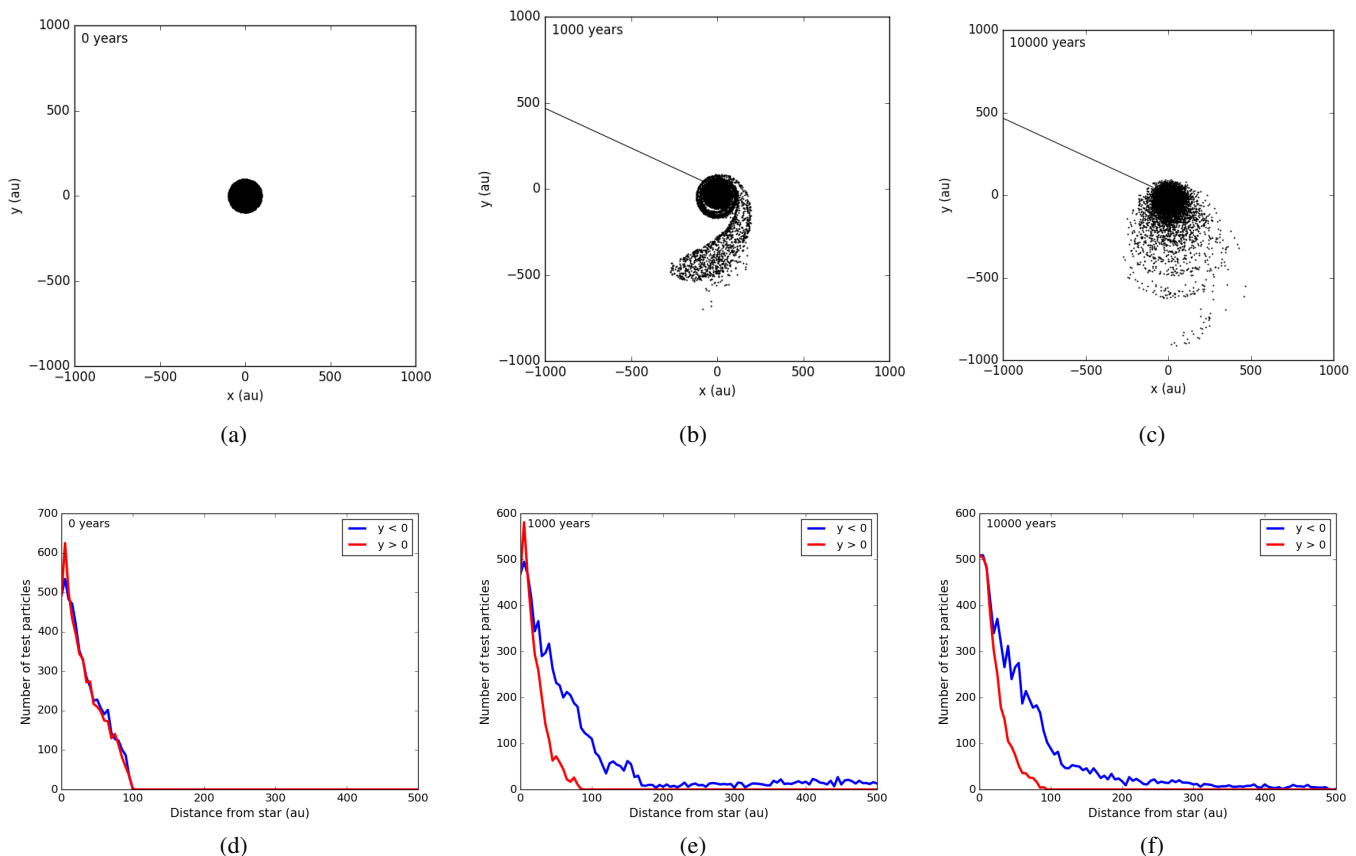 1000
500
0
−500
−1000
y (au)
0 years
−1000 −500 0 500 1000
x (au)
(a)
1000
500
0
−500
−1000
y (au)
1000 years
−1000 −500 0 500 1000
x (au)
(b)
1000
500
0
−500
−1000
y (au)
10000 years
−1000 −500 0 500 1000
x (au)
(c)
700
600
500
400
300
200
100
0
Number of test particles
0 years
y < 0
y > 0
0 100 200 300 400 500
Distance from star (au)
(d)
600
500
400
300
200
100
0
Number of test particles
1000 years
y < 0
y > 0
0 100 200 300 400 500
Distance from star (au)
(e)
600
500
400
300
200
100
0
Number of test particles
10000 years
y < 0
y > 0
0 100 200 300 400 500
Distance from star (au)
(f)